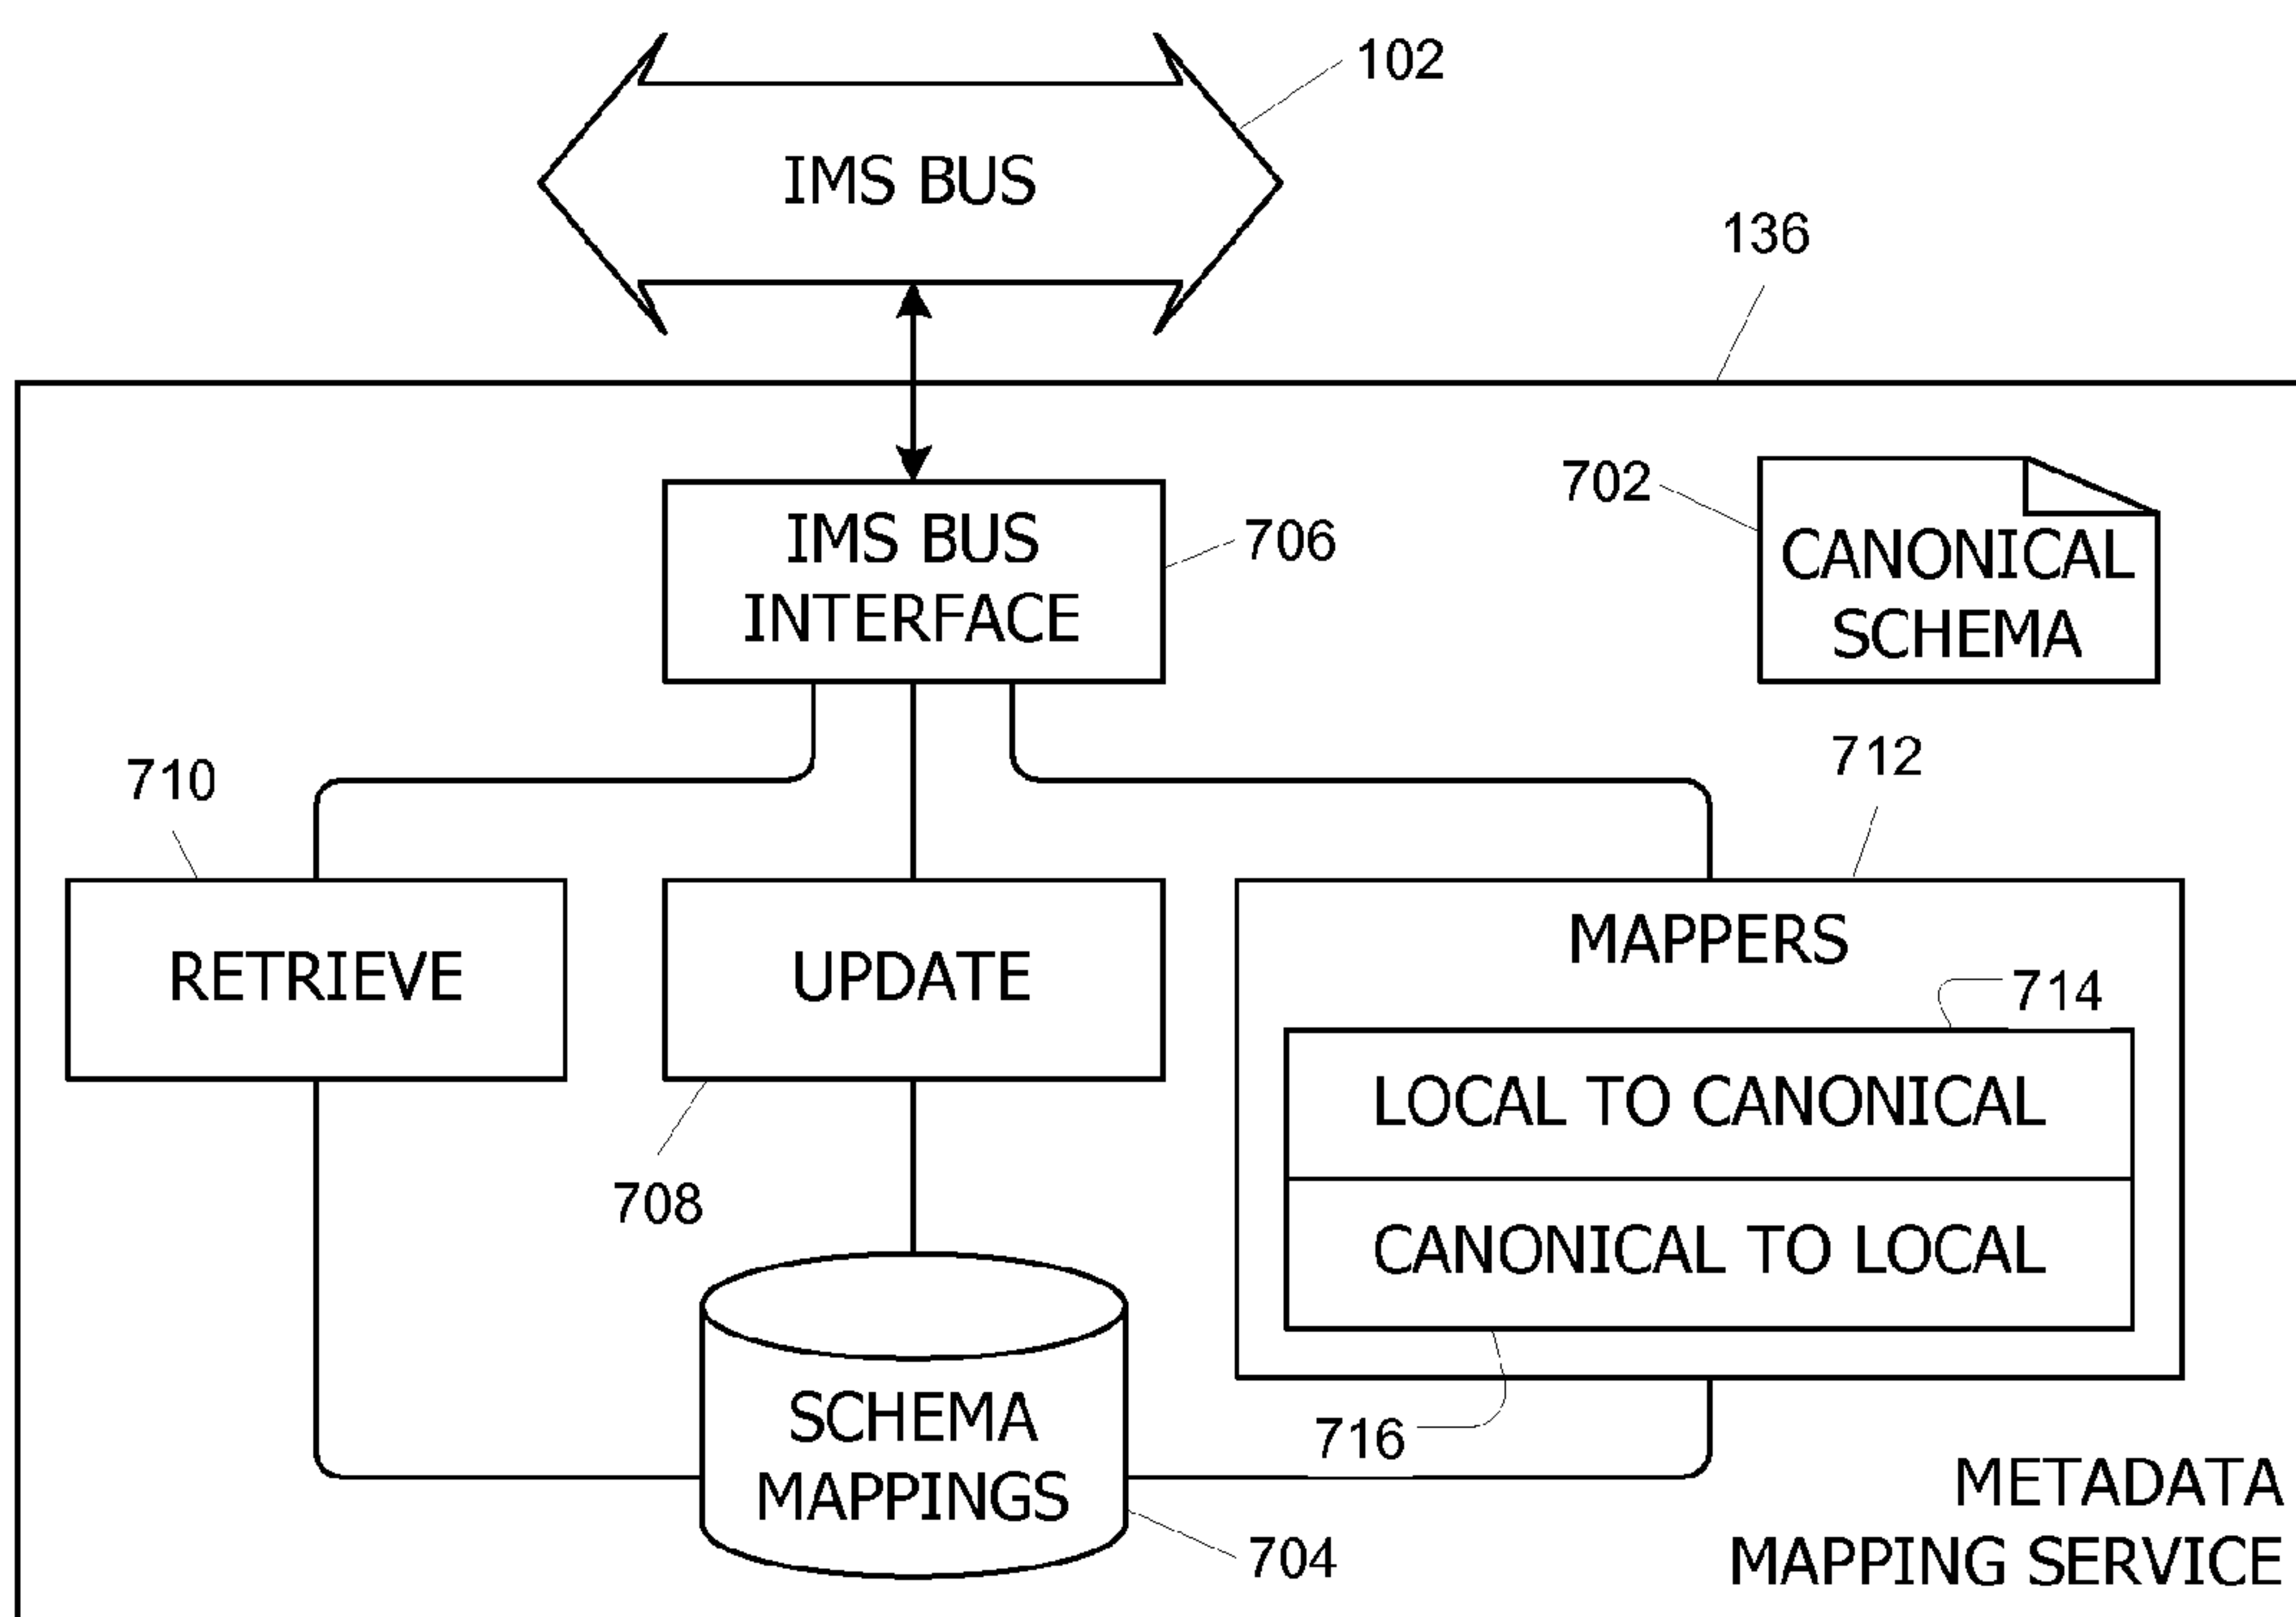 102
IMS BUS
136
IMS BUS
INTERFACE
706
702
CANONICAL
SCHEMA
710
712
RETRIEVE
UPDATE
MAPPERS
714
LOCAL TO CANONICAL
708
CANONICAL TO LOCAL
SCHEMA
MAPPINGS
716
704
METADATA
MAPPING SERVICE